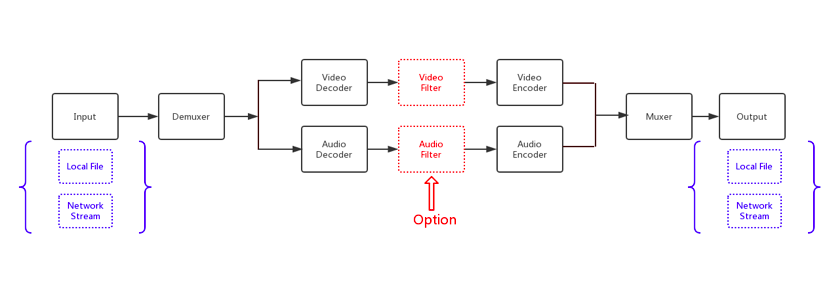 Input
Demuxer
Video
Decoder
Video
Filter
Video
Encoder
Audio
Decoder
Audio
Filter
Audio
Encoder
Muxer
Output
Local File
Network
Stream
Option
Local File
Network
Stream